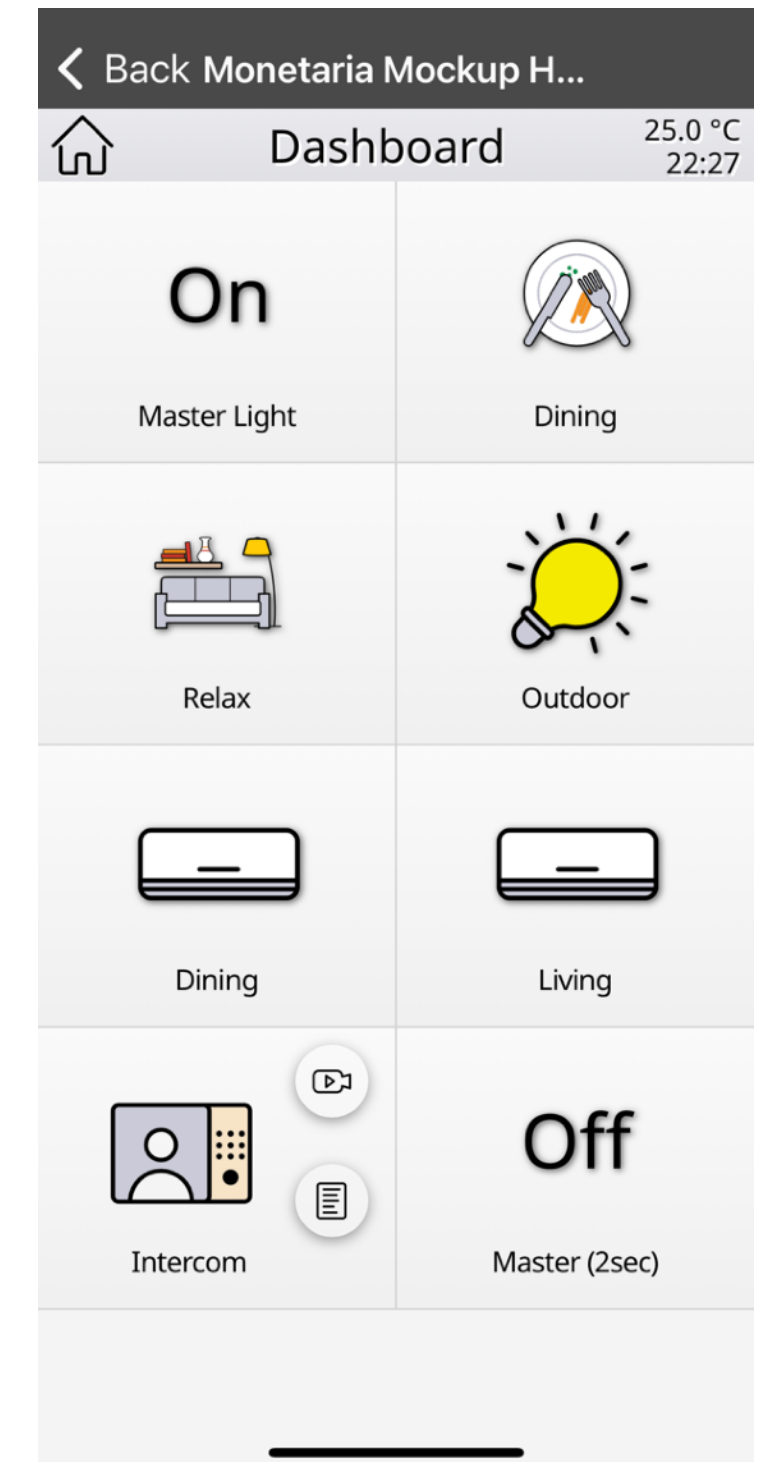 Back Monetaria Mockup H...
Dashboard
25.0 °C
22:27
On
Master Light
Dining
Relax
Outdoor
Dining
Living
Intercom
Off
Master (2sec)